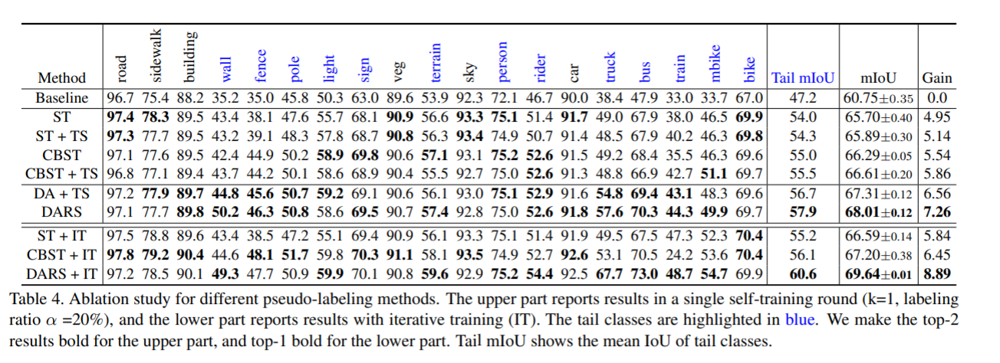 Method road sidewalk building wall fence pole light sign veg terrain sky person rider car truck bus train mbike bike Tail mIoU mIoU Gain
Baseline 96.7 75.4 88.2 35.2 35.0 45.8 50.3 63.0 89.6 53.9 92.3 72.1 46.7 90.0 38.4 47.9 33.0 33.7 67.0 47.2 60.75±0.35 0.0
ST 97.4 78.3 89.5 43.4 38.1 47.6 55.7 68.1 90.9 56.6 93.3 75.1 51.4 91.7 49.0 67.9 38.0 46.5 69.9 54.0 65.70±0.40 4.95
ST + TS 97.3 77.7 89.5 43.2 39.1 48.3 57.8 68.7 90.8 56.3 93.4 74.9 50.7 91.4 48.5 67.9 40.2 46.3 69.8 54.3 65.89±0.30 5.14
CBST 97.1 77.6 89.5 42.4 44.9 50.2 58.9 69.8 90.6 57.1 93.1 75.2 52.6 91.5 49.2 68.4 35.5 46.3 69.6 55.0 66.29±0.05 5.54
CBST + TS 96.8 77.1 89.4 43.7 44.2 50.1 58.6 68.9 90.4 55.5 92.7 75.0 52.6 91.3 48.8 66.9 42.7 51.1 69.7 55.5 66.61±0.20 5.86
DA + TS 97.2 77.9 89.7 44.8 45.6 50.7 59.2 69.1 90.6 56.1 93.0 75.1 52.9 91.6 54.8 69.4 43.1 48.3 69.6 56.7 67.31±0.12 6.56
DARS 97.1 77.7 89.8 50.2 46.3 50.8 58.6 69.5 90.7 57.4 92.8 75.0 52.6 91.8 57.6 70.3 44.3 49.9 69.7 57.9 68.01±0.12 7.26
ST + IT 97.5 78.8 89.6 43.4 38.5 47.2 55.1 69.4 90.9 56.1 93.3 75.1 51.4 91.9 49.5 67.5 47.3 52.3 70.4 55.2 66.59±0.14 5.84
CBST + IT 97.8 79.2 90.4 44.6 48.1 51.7 59.8 70.3 91.1 58.1 93.5 74.9 52.7 92.6 53.1 70.5 24.2 53.6 70.4 56.1 67.20±0.38 6.45
DARS + IT 97.2 78.5 90.1 49.3 47.7 50.9 59.9 70.1 90.8 59.6 92.9 75.2 54.4 92.5 67.7 73.0 48.7 54.7 69.9 60.6 69.64±0.01 8.89
Table 4. Ablation study for different pseudo-labeling methods. The upper part reports results in a single self-training round (k=1, labeling
ratio α =20%), and the lower part reports results with iterative training (IT). The tail classes are highlighted in blue. We make the top-2
results bold for the upper part, and top-1 bold for the lower part. Tail mIoU shows the mean IoU of tail classes.